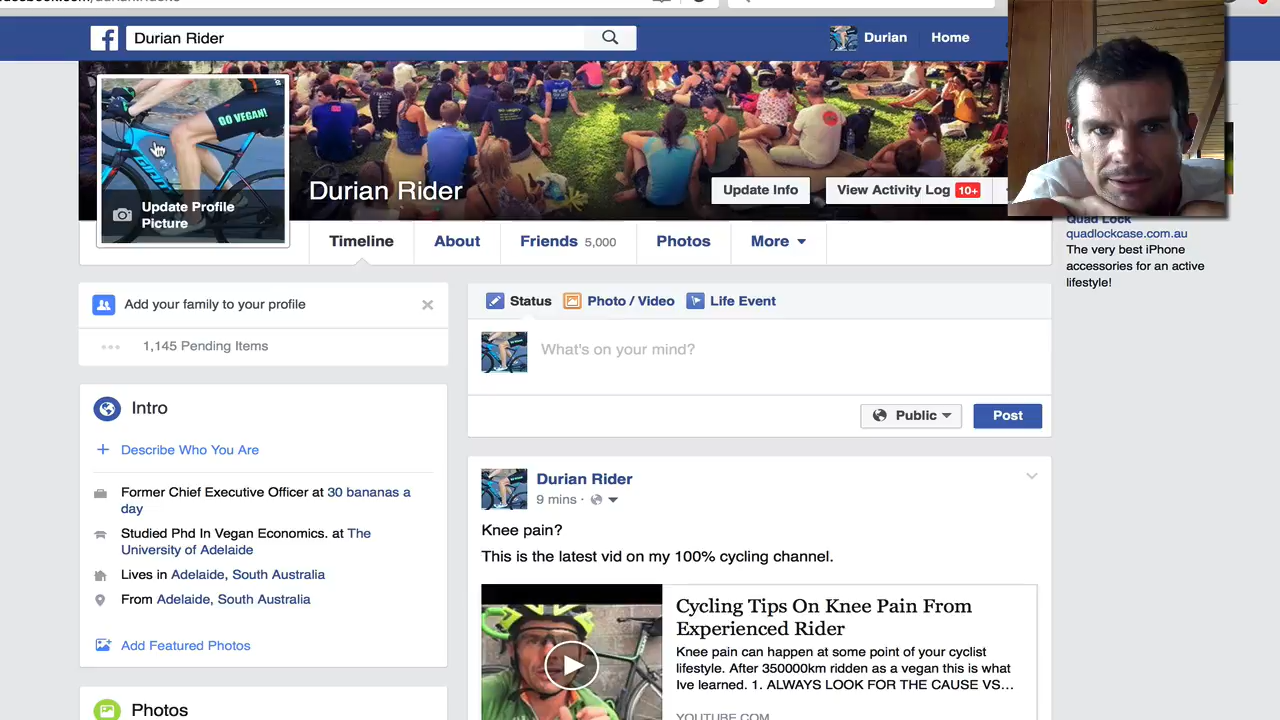 Durian Rider
Durian
Home
GO VEGAN!
Update Profile
Picture
Durian Rider
Update Info
View Activity Log 10+
Timeline
About
Friends 5,000
Photos
More
Quad Lock
quadlockcase.com.au
The very best iPhone
accessories for an active
lifestyle!
Add your family to your profile
1,145 Pending Items
Intro
Describe Who You Are
Former Chief Executive Officer at 30 bananas a
day
Studied Phd In Vegan Economics. at The
University of Adelaide
Lives in Adelaide, South Australia
From Adelaide, South Australia
Add Featured Photos
Photos
Status
Photo / Video
Life Event
What's on your mind?
Public
Post
Durian Rider
9 mins ·
Knee pain?
This is the latest vid on my 100% cycling channel.
Cycling Tips On Knee Pain From
Experienced Rider
Knee pain can happen at some point of your cyclist
lifestyle. After 350000km ridden as a vegan this is what
Ive learned. 1. ALWAYS LOOK FOR THE CAUSE VS...
YOUTUBE.COM